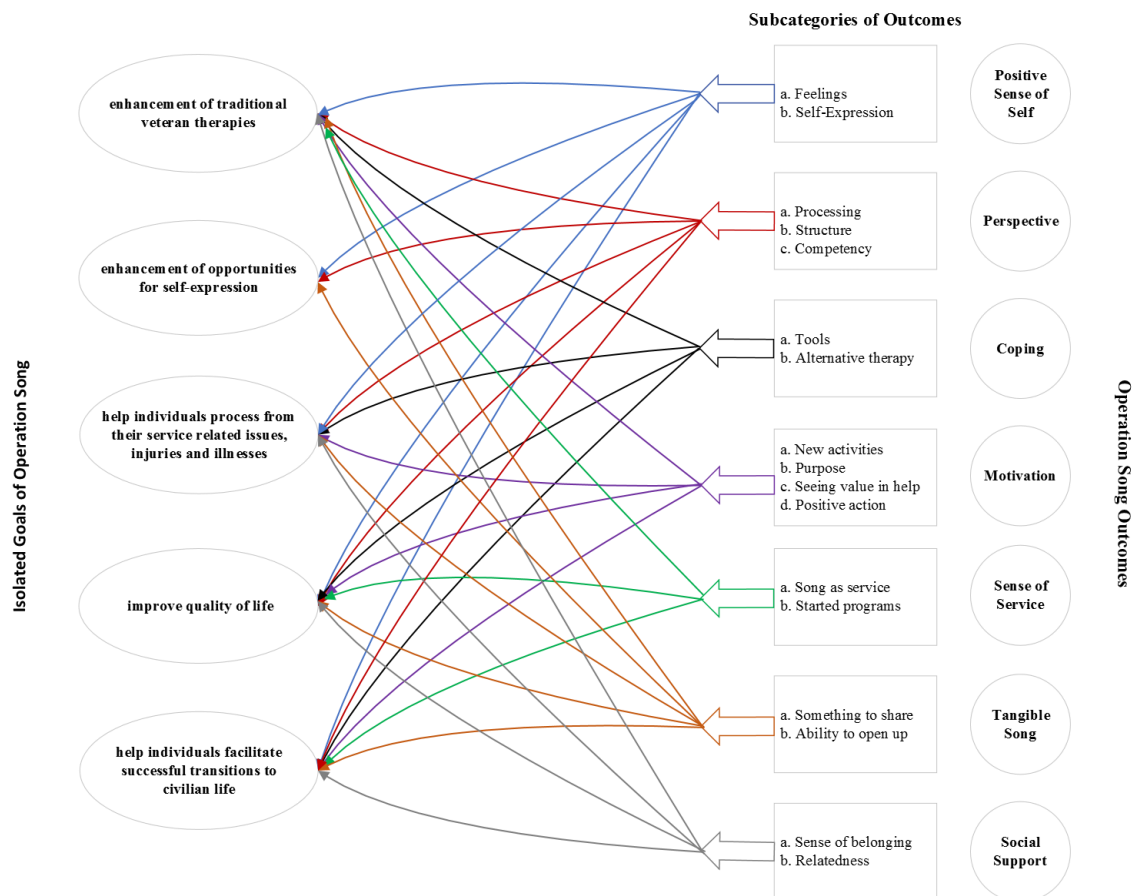 Subcategories of Outcomes
enhancement of traditional
veteran therapies
enhancement of opportunities
for self-expression
help individuals process from
their service related issues,
injuries and illnesses
improve quality of life
help individuals facilitate
successful transitions to
civilian life
Isolated Goals of Operation Song
a. Feelings
b. Self-Expression
a. Processing
b. Structure
c. Competency
a. Tools
b. Alternative therapy
a. New activities
b. Purpose
c. Seeing value in help
d. Positive action
a. Song as service
b. Started programs
a. Something to share
b. Ability to open up
a. Sense of belonging
b. Relatedness
Positive
Sense of
Self
Perspective
Coping
Motivation
Sense of
Service
Tangible
Song
Social
Support
Operation Song Outcomes